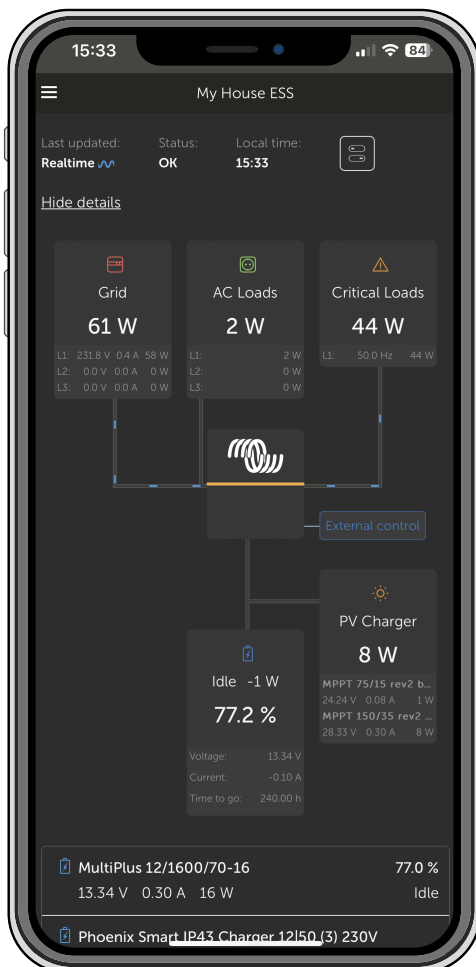 15:33 84
My House ESS
Last updated: Status: Local time:
Realtime OK 15:33
Hide details
Grid AC Loads Critical Loads
61 W 2 W 44 W
L1: 231.8 V 0.4 A 58 W L1: 2 W L1: 50.0 Hz 44 W
L2: 0.0 V 0.0 A 0 W L2: 0 W
L3: 0.0 V 0.0 A 0 W L3: 0 W
External control
PV Charger
8 W
MPPT 75/15 rev2 b...
24.24 V 0.08 A 1 W
MPPT 150/35 rev2 ...
28.33 V 0.30 A 8 W
Idle -1 W
77.2 %
Voltage: 13.34 V
Current: -0.10 A
Time to go: 240.00 h
MultiPlus 12/1600/70-16 77.0 %
13.34 V 0.30 A 16 W Idle
Phoenix Smart IP43 Charger 12|50 (3) 230V